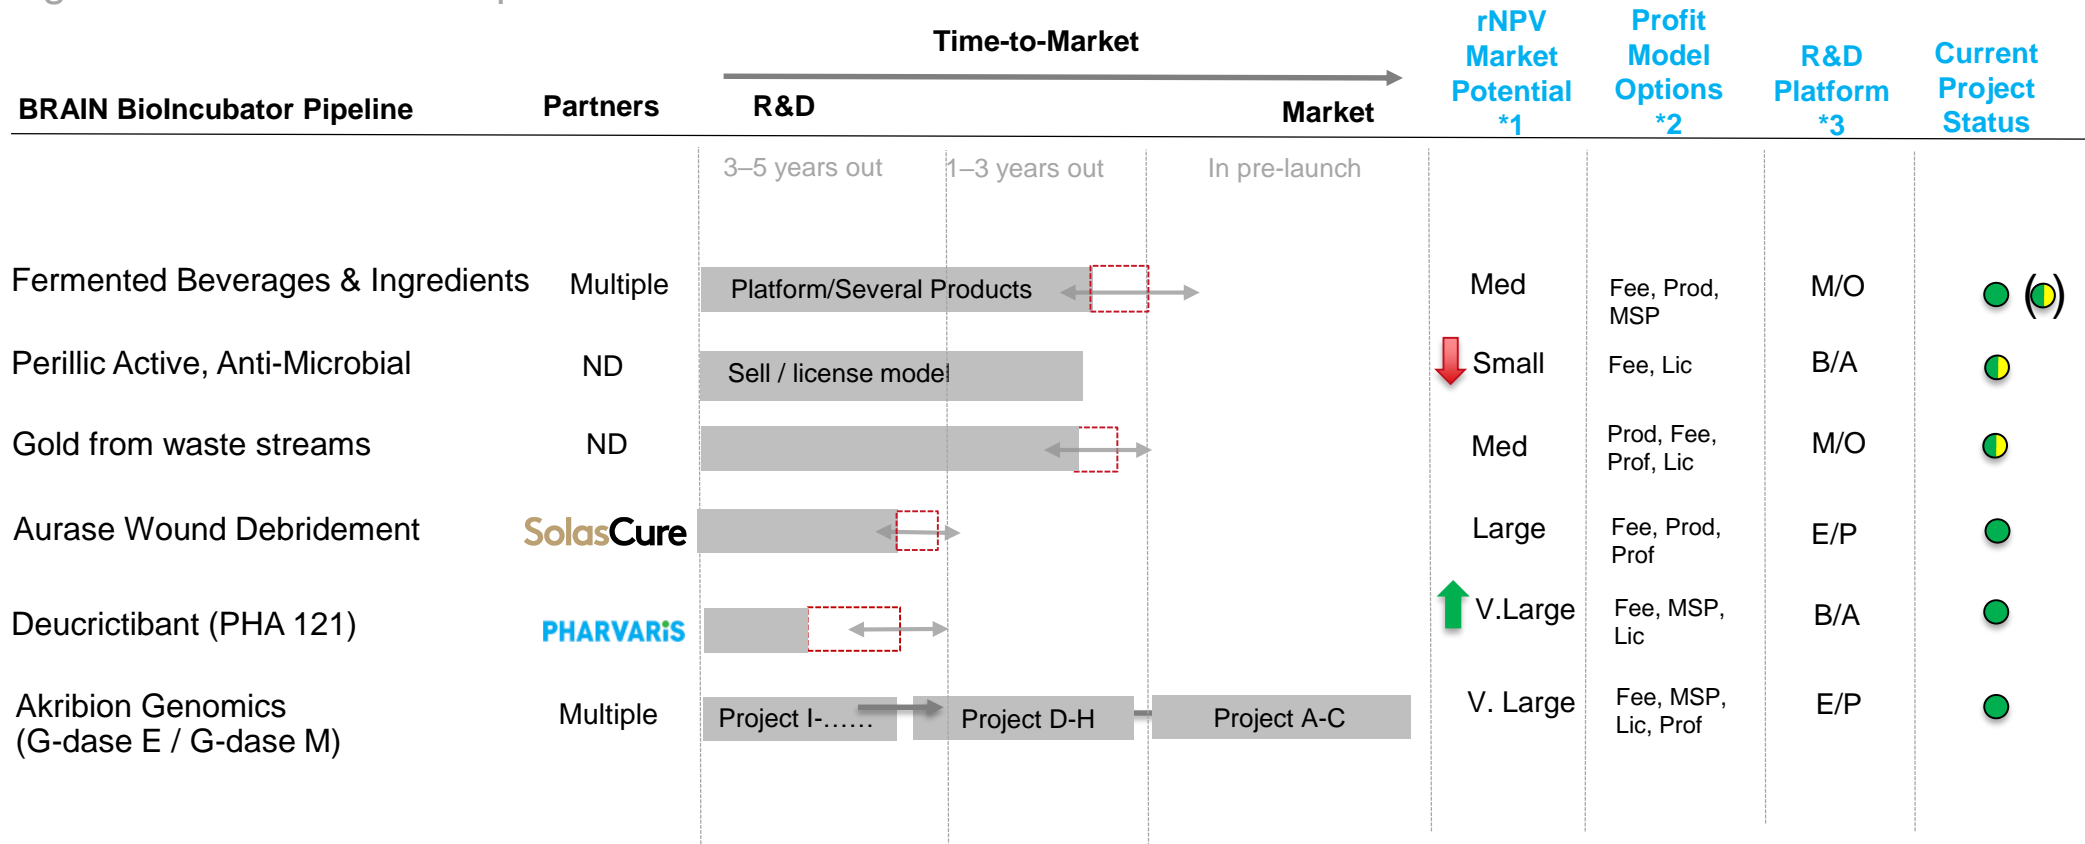 Time-to-Market
rNPV
Market
Potential
*1
Profit
Model
Options
*2
R&D
Platform
*3
Current
Project
Status
BRAIN BioIncubator Pipeline
Partners
R&D
Market
3–5 years out
1–3 years out
In pre-launch
Fermented Beverages & Ingredients
Multiple
Platform/Several Products
Med
Fee, Prod,
MSP
M/O
( )
Perillic Active, Anti-Microbial
ND
Sell / license model
Small
Fee, Lic
B/A
Gold from waste streams
ND
Med
Prod, Fee,
Prof, Lic
M/O
Aurase Wound Debridement
SolasCure
Large
Fee, Prod,
Prof
E/P
Deucrictibant (PHA 121)
PHARVARiS
V.Large
Fee, MSP,
Lic
B/A
Akribion Genomics
(G-dase E / G-dase M)
Multiple
Project I-……
Project D-H
Project A-C
V. Large
Fee, MSP,
Lic, Prof
E/P